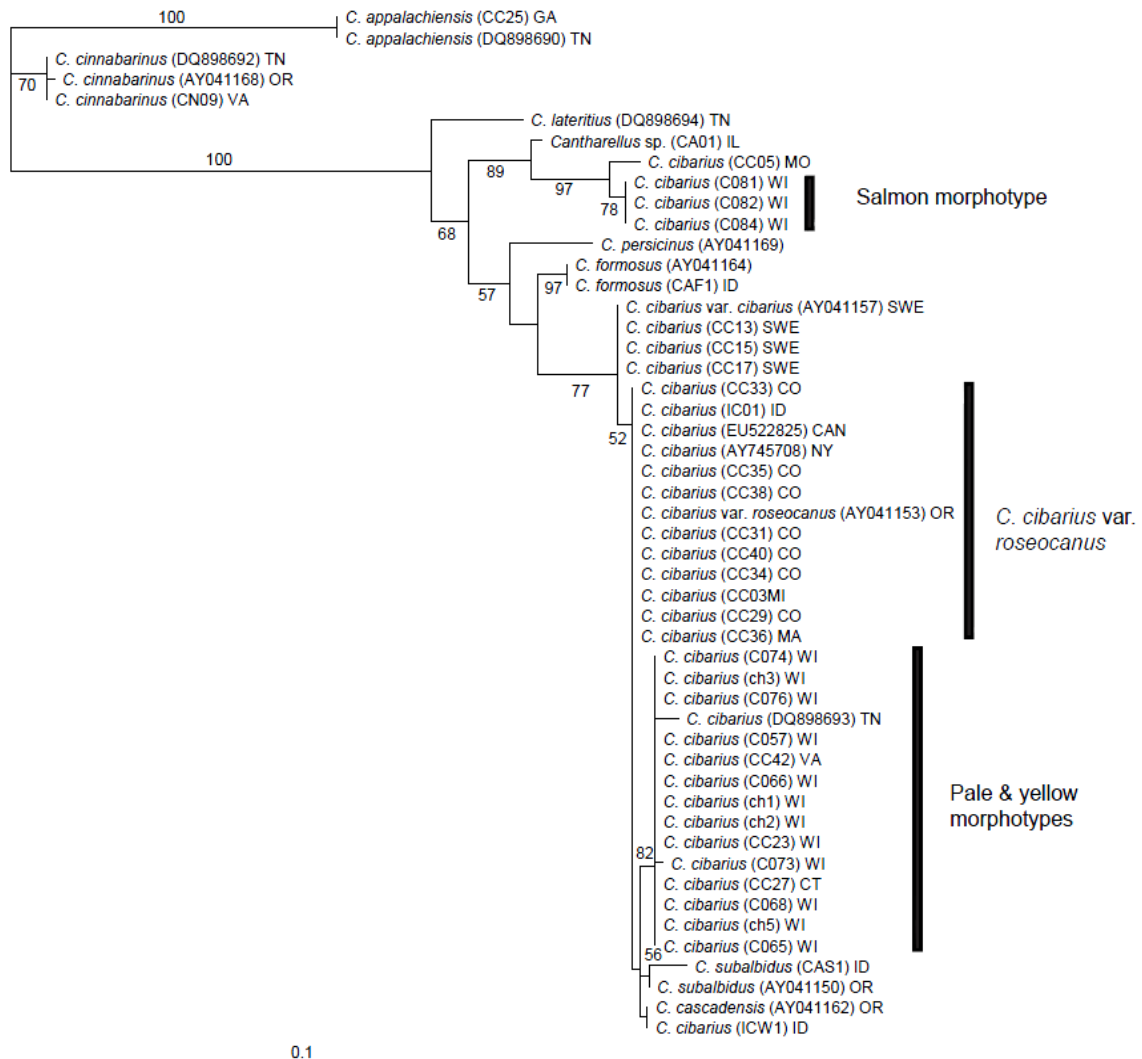 100
C. appalachiensis (CC25) GA
C. appalachiensis (DQ898690) TN
C. cinnabarinus (DQ898692) TN
C. cinnabarinus (AY041168) OR
70
C. cinnabarinus (CN09) VA
C. lateritius (DQ898694) TN
Cantharellus sp. (CA01) IL
100
C. cibarius (CC05) MO
89
C. cibarius (C081) WI
97
C. cibarius (C082) WI
Salmon morphotype
78
C. cibarius (C084) WI
68
C. persicinus (AY041169)
C. formosus (AY041164)
57
97
C. formosus (CAF1) ID
C. cibarius var. cibarius (AY041157) SWE
C. cibarius (CC13) SWE
C. cibarius (CC15) SWE
C. cibarius (CC17) SWE
77
C. cibarius (CC33) CO
C. cibarius (IC01) ID
C. cibarius (EU522825) CAN
52
C. cibarius (AY745708) NY
C. cibarius (CC35) CO
C. cibarius (CC38) CO
C. cibarius var. roseocanus (AY041153) OR
C. cibarius var.
roseocanus
C. cibarius (CC31) CO
C. cibarius (CC40) CO
C. cibarius (CC34) CO
C. cibarius (CC03MI
C. cibarius (CC29) CO
C. cibarius (CC36) MA
C. cibarius (C074) WI
C. cibarius (ch3) WI
C. cibarius (C076) WI
C. cibarius (DQ898693) TN
C. cibarius (C057) WI
C. cibarius (CC42) VA
C. cibarius (C066) WI
Pale & yellow
morphotypes
C. cibarius (ch1) WI
C. cibarius (ch2) WI
C. cibarius (CC23) WI
82
C. cibarius (C073) WI
C. cibarius (CC27) CT
C. cibarius (C068) WI
C. cibarius (ch5) WI
C. cibarius (C065) WI
56
C. subalbidus (CAS1) ID
C. subalbidus (AY041150) OR
C. cascadensis (AY041162) OR
C. cibarius (ICW1) ID
0.1